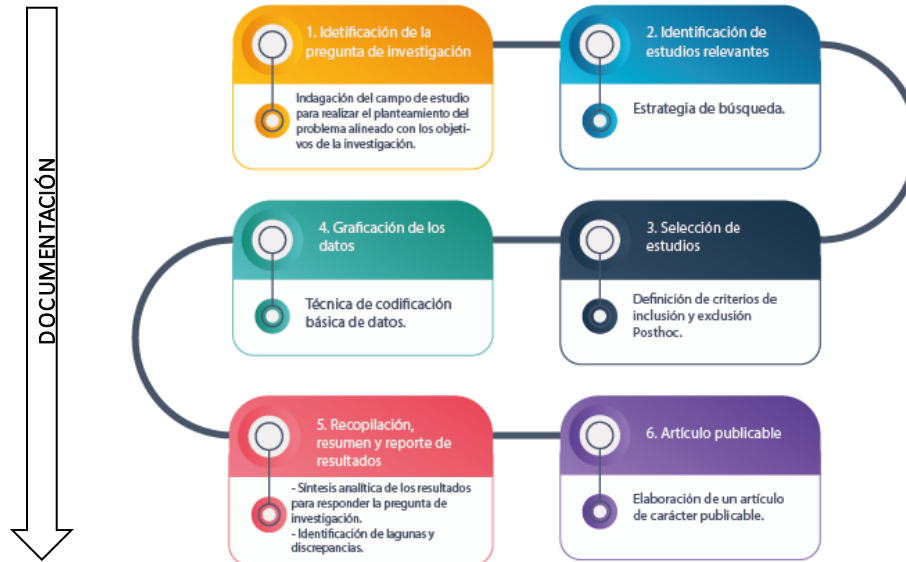 DOCUMENTACIÓN
1. Idetificación de la
pregunta de investigación
Indagación del campo de estudio
para realizar el planteamiento del
problema alineado con los objeti-
vos de la investigación.
2. Identificación de
estudios relevantes
Estrategia de búsqueda.
3. Selección de
estudios
Definición de criterios de
inclusión y exclusión
Posthoc.
4. Graficación de los
datos
Técnica de codificación
básica de datos.
5. Recopilación,
resumen y reporte de
resultados
- Síntesis analítica de los resultados
para responder la pregunta de
investigación.
- Identificación de lagunas y
discrepancias.
6. Artículo publicable
Elaboración de un artículo
de carácter publicable.